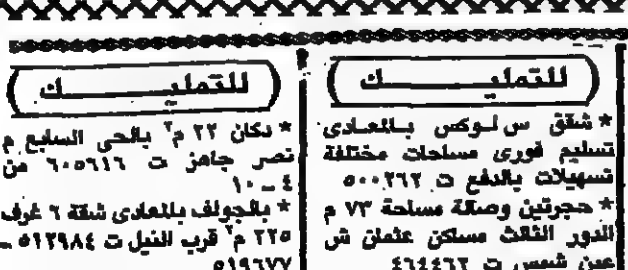 للتمليك
* شقق س لوكس بالمعادى
تسليم فورى مساحات مختلفة
تسهيلات بالدفع ت ٥٠٠٢٦٢
* حجرتين وصالة مساحة ٧٣ م
الدور الثالث مساكن عثمان ش
عين شمس ت ٤٦٤٤٦٢
للتمليك
* دكان ٢٢ م٢ بالحى السابع م
نصر جاهز ت ٦٠٥٦١٦ من
٤ ــ ١٠
* بالجولف بالمعادى شقة ٦ غرف
٢٢٥ م٢ قرب النيل ت ٥١٢٩٨٤ ــ
٥١٩٦٧٧